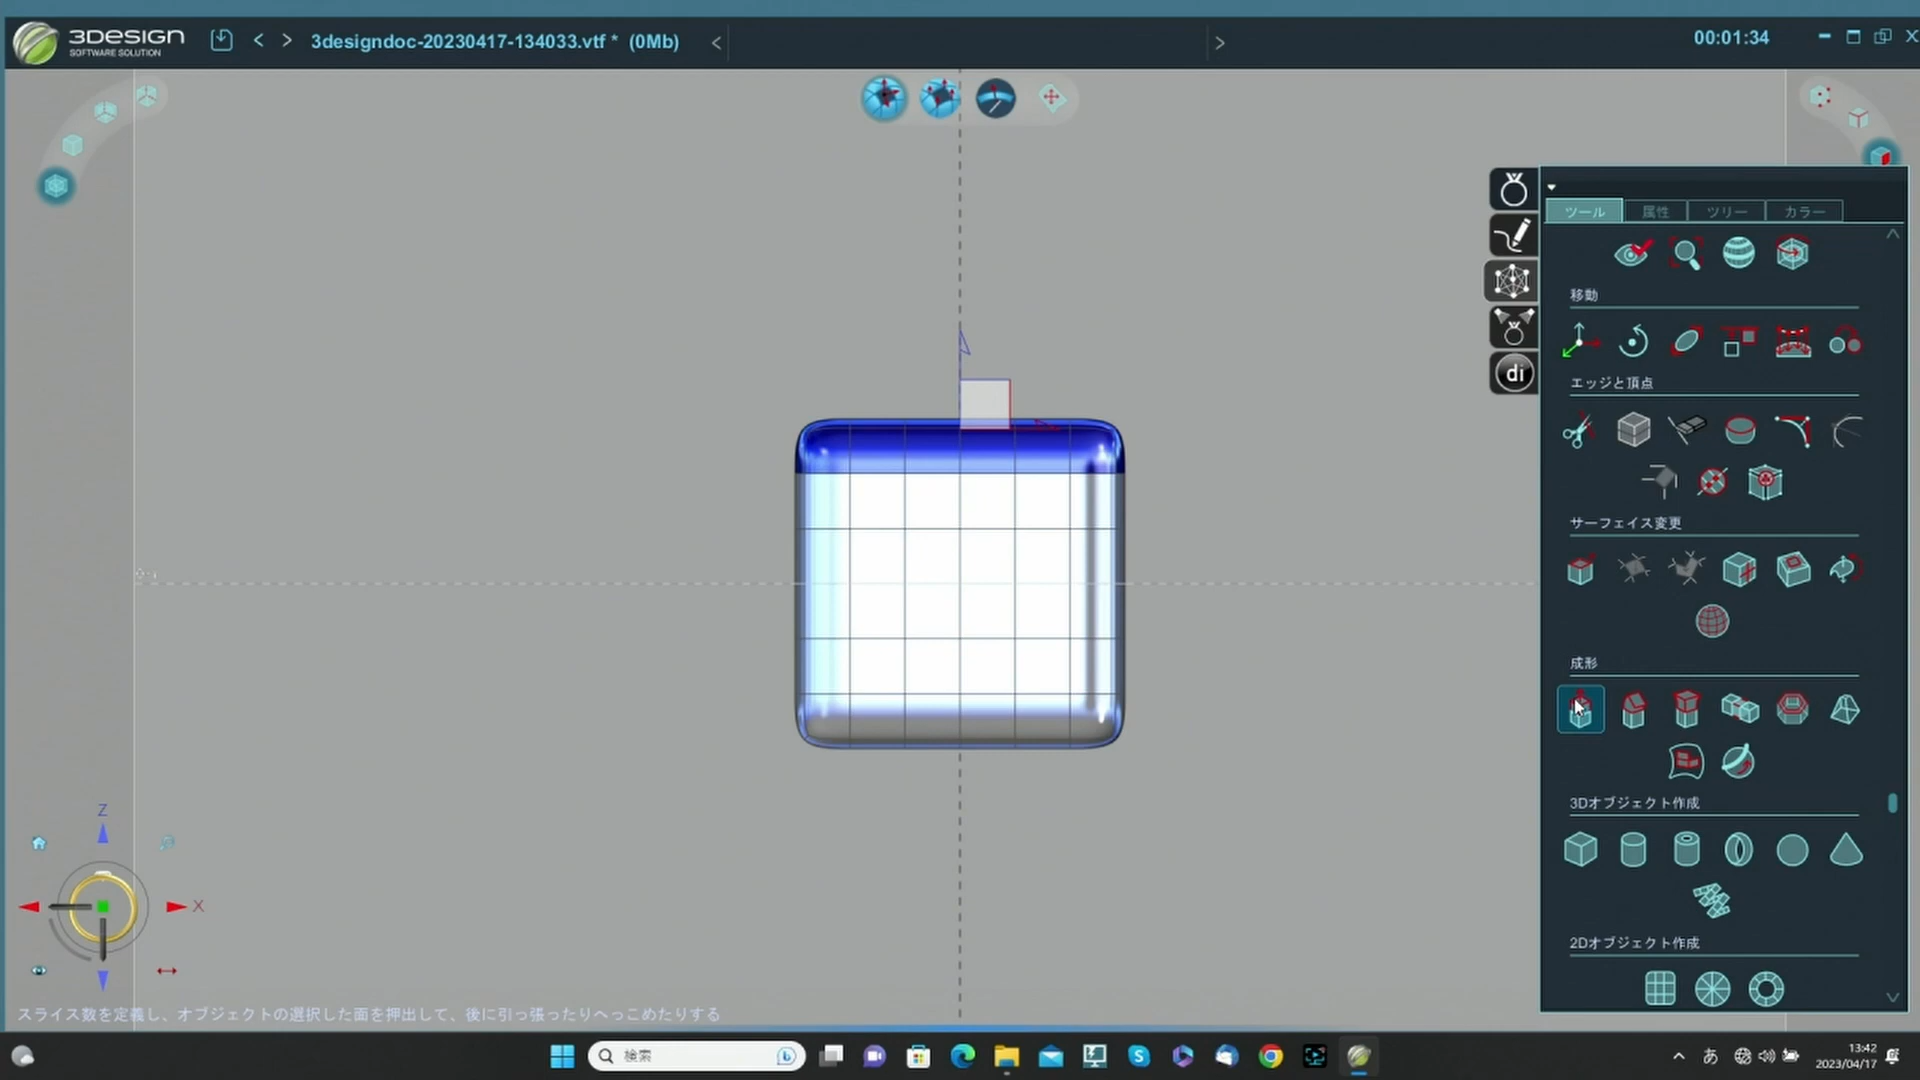 3DESIGN
SOFTWARE SOLUTION
3designdoc-20230417-134033.vtf * (0Mb)
00:01:34
ツール
属性
ツリー
カラー
移動
エッジと頂点
di
サーフェイス変更
成形
3Dオブジェクト作成
2Dオブジェクト作成
Z
X
スライス数を定義し、オブジェクトの選択した面を押出して、後に引っ張ったりへっこめたりする
検索
あ
13:42
2023/04/17